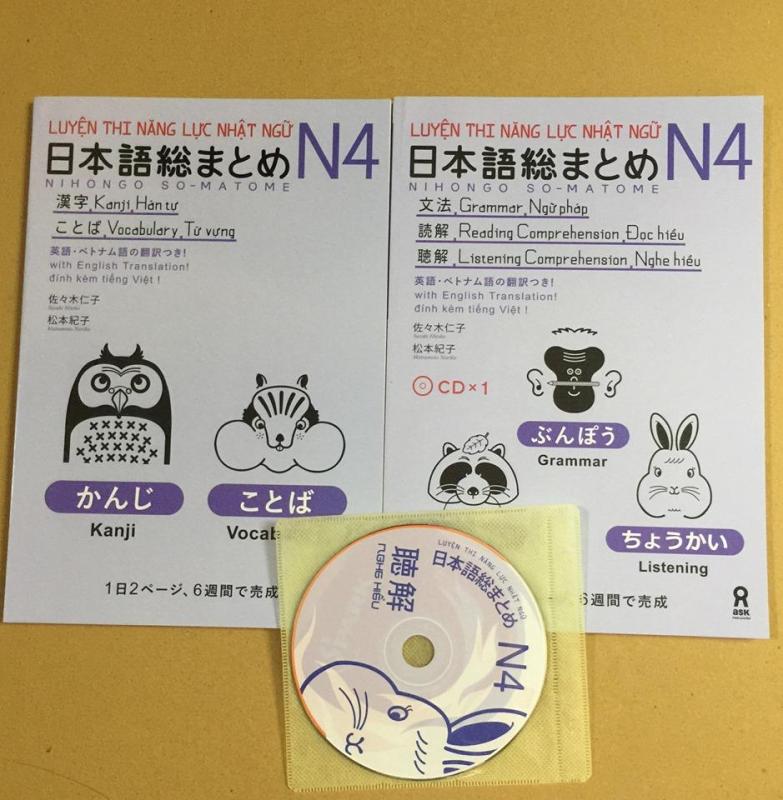 LUYỆN THI NĂNG LỰC NHẬT NGỮ
日本語総まとめ N4
NIHONGO SO-MATOME
漢字,Kanji,Hán tự
ことば,Vocabulary,Từ vựng
英語・ベトナム語の翻訳つき!
with English Translation!
đính kèm tiếng Việt !
佐々木仁子
松本紀子
かんじ
Kanji
ことば
Vocab
1日2ページ、6週間で売成
LUYỆN THI NĂNG LỰC NHẬT NGỮ
日本語総まとめ N4
NIHONGO SO-MATOME
文法,Grammar,Ngữ pháp
読解,Reading Comprehension,Đọc hiểu
聴解,Listening Comprehension,Nghe hiểu
英語・ベトナム語の翻訳つき!
with English Translation!
đính kèm tiếng Việt !
佐々木仁子
松本紀子
CD×1
ぶんぽう
Grammar
ちょうかい
Listening
6週間で売成
ask
LUYỆN THI NĂNG LỰC NHẬT NGỮ
日本語総まとめ
N4
聴解
NGHE HIỂU